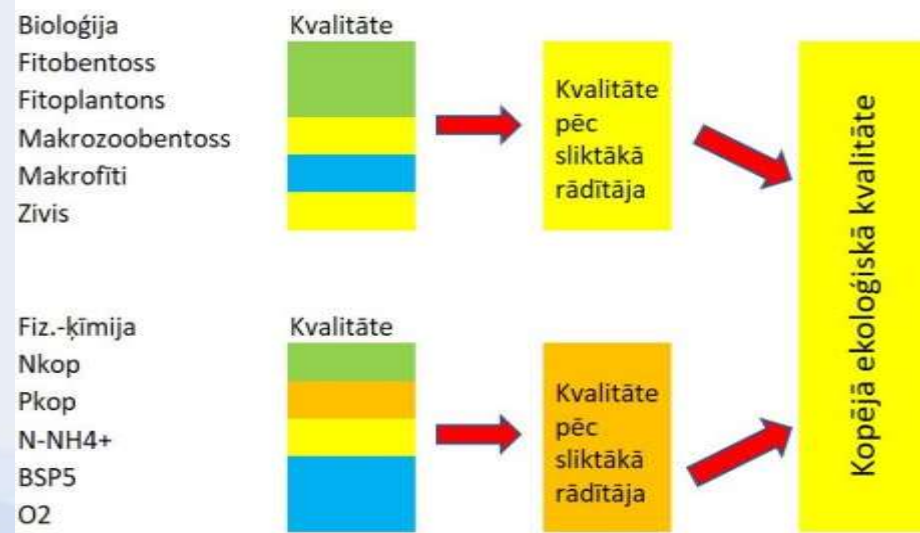 Bioloģija Kvalitāte
Fitobentoss
Fitoplantons
Makrozoobentoss
Makrofīti
Zivis
Kvalitāte
pēc
sliktākā
rādītāja
Fiz.-ķīmija Kvalitāte
Nkop
Pkop
N-NH4+
BSP5
O2
Kvalitāte
pēc
sliktākā
rādītāja
Kopējā ekoloģiskā kvalitāte